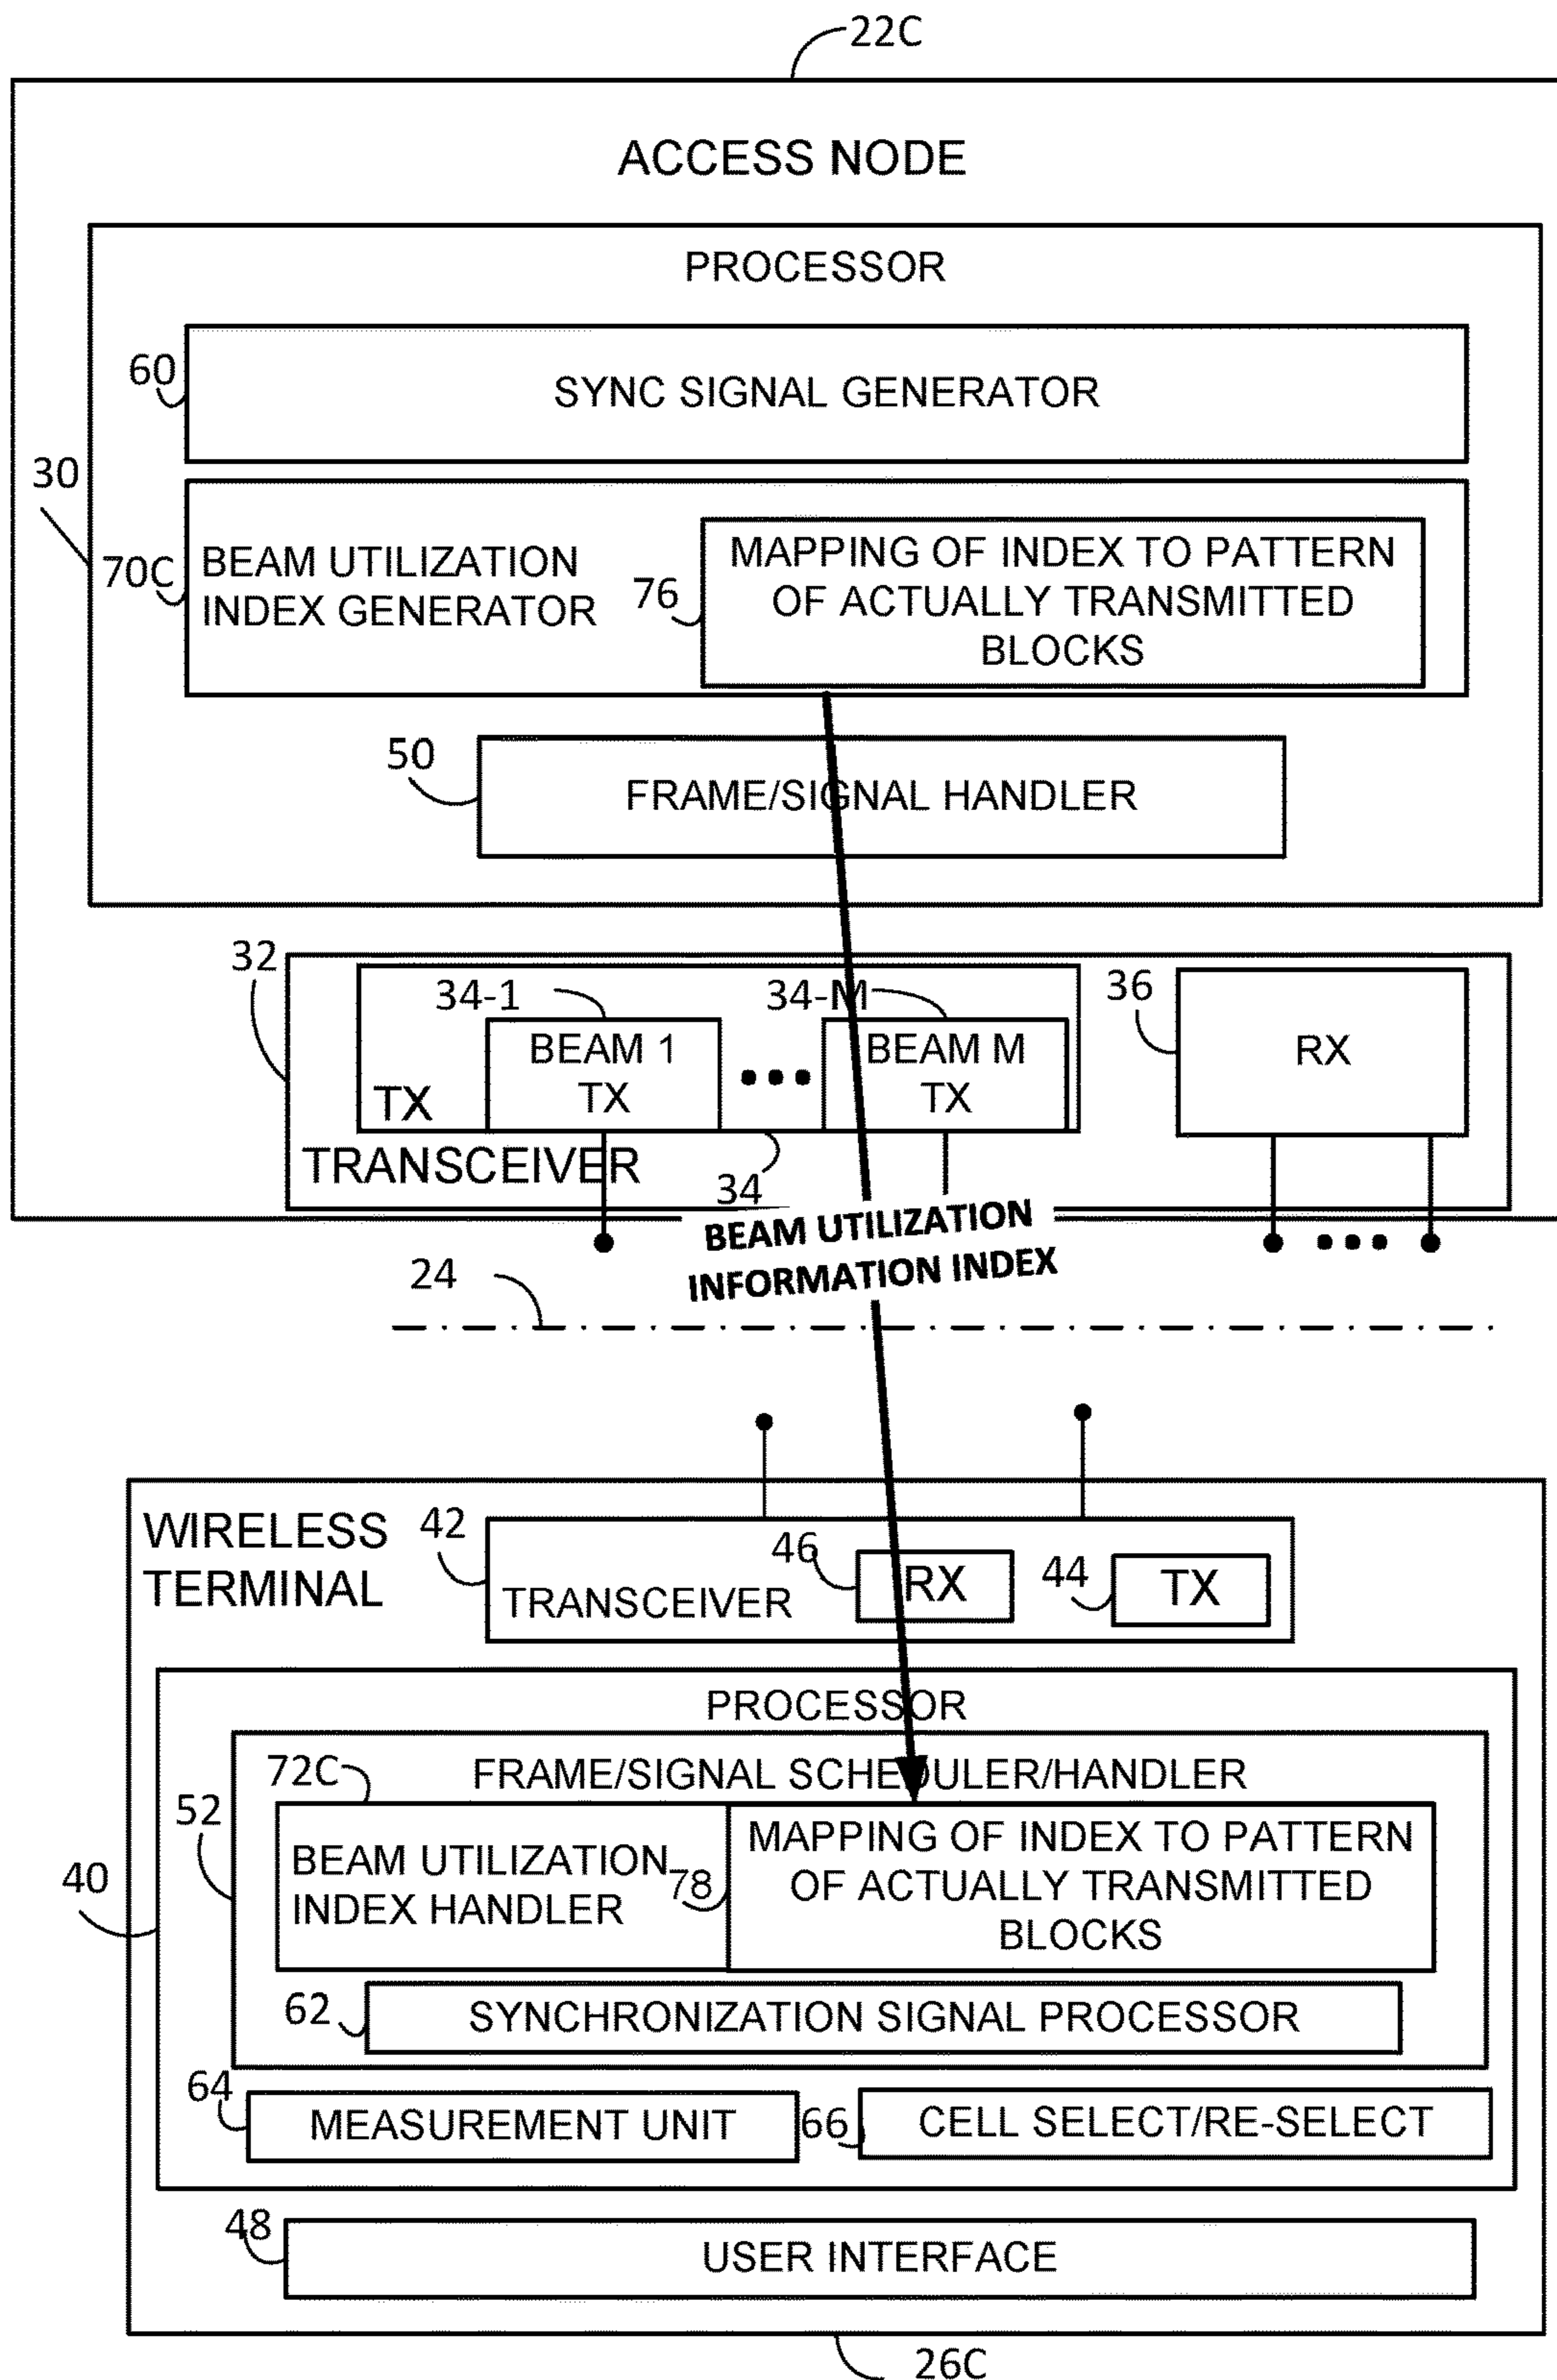 22C
ACCESS NODE
PROCESSOR
60
SYNC SIGNAL GENERATOR
30
70C
BEAM UTILIZATION
INDEX GENERATOR
76
MAPPING OF INDEX TO PATTERN
OF ACTUALLY TRANSMITTED
BLOCKS
50
FRAME/SIGNAL HANDLER
32
34-1
34-M
36
BEAM 1
TX
BEAM M
TX
RX
TX
TRANSCEIVER
34
BEAM UTILIZATION
INFORMATION INDEX
24
WIRELESS
TERMINAL
42
TRANSCEIVER
46
RX
44
TX
PROCESSOR
72C
FRAME/SIGNAL SCHEDULER/HANDLER
52
40
BEAM UTILIZATION
INDEX HANDLER
78
MAPPING OF INDEX TO PATTERN
OF ACTUALLY TRANSMITTED
BLOCKS
62
SYNCHRONIZATION SIGNAL PROCESSOR
64
MEASUREMENT UNIT
66
CELL SELECT/RE-SELECT
48
USER INTERFACE
26C